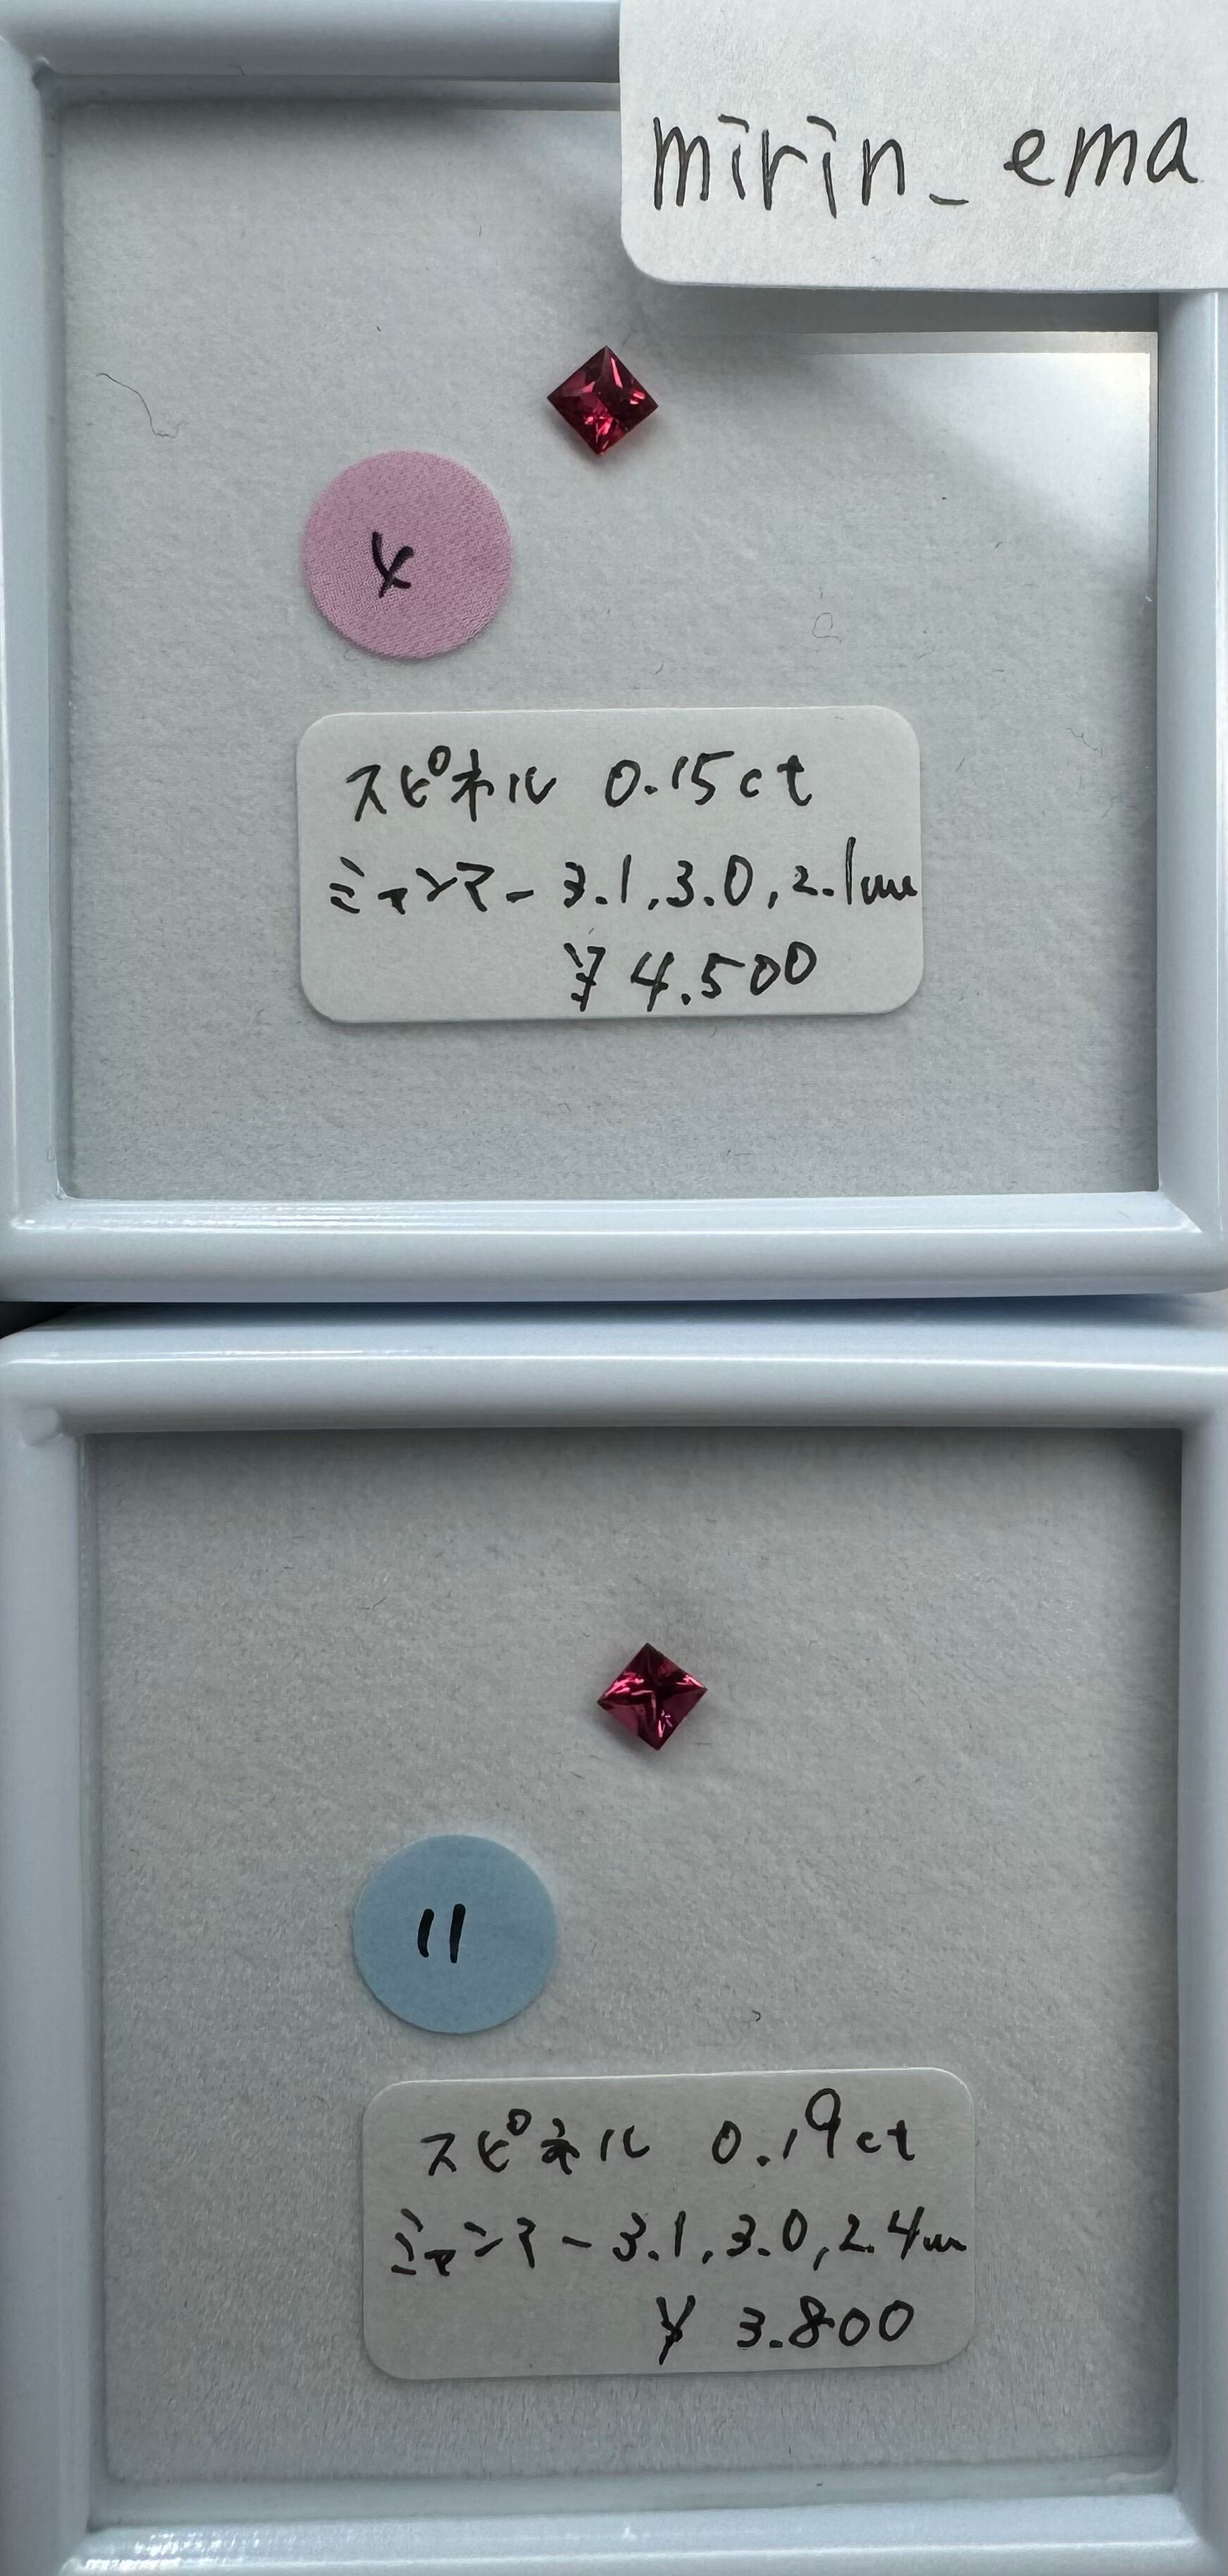 mirin_ema
4
スピネル 0.15ct
ミャンマー 3.1,3.0,2.1mm
¥4.500
11
スピネル 0.19ct
ミャンマー 3.1,3.0,2.4m
¥ 3.800